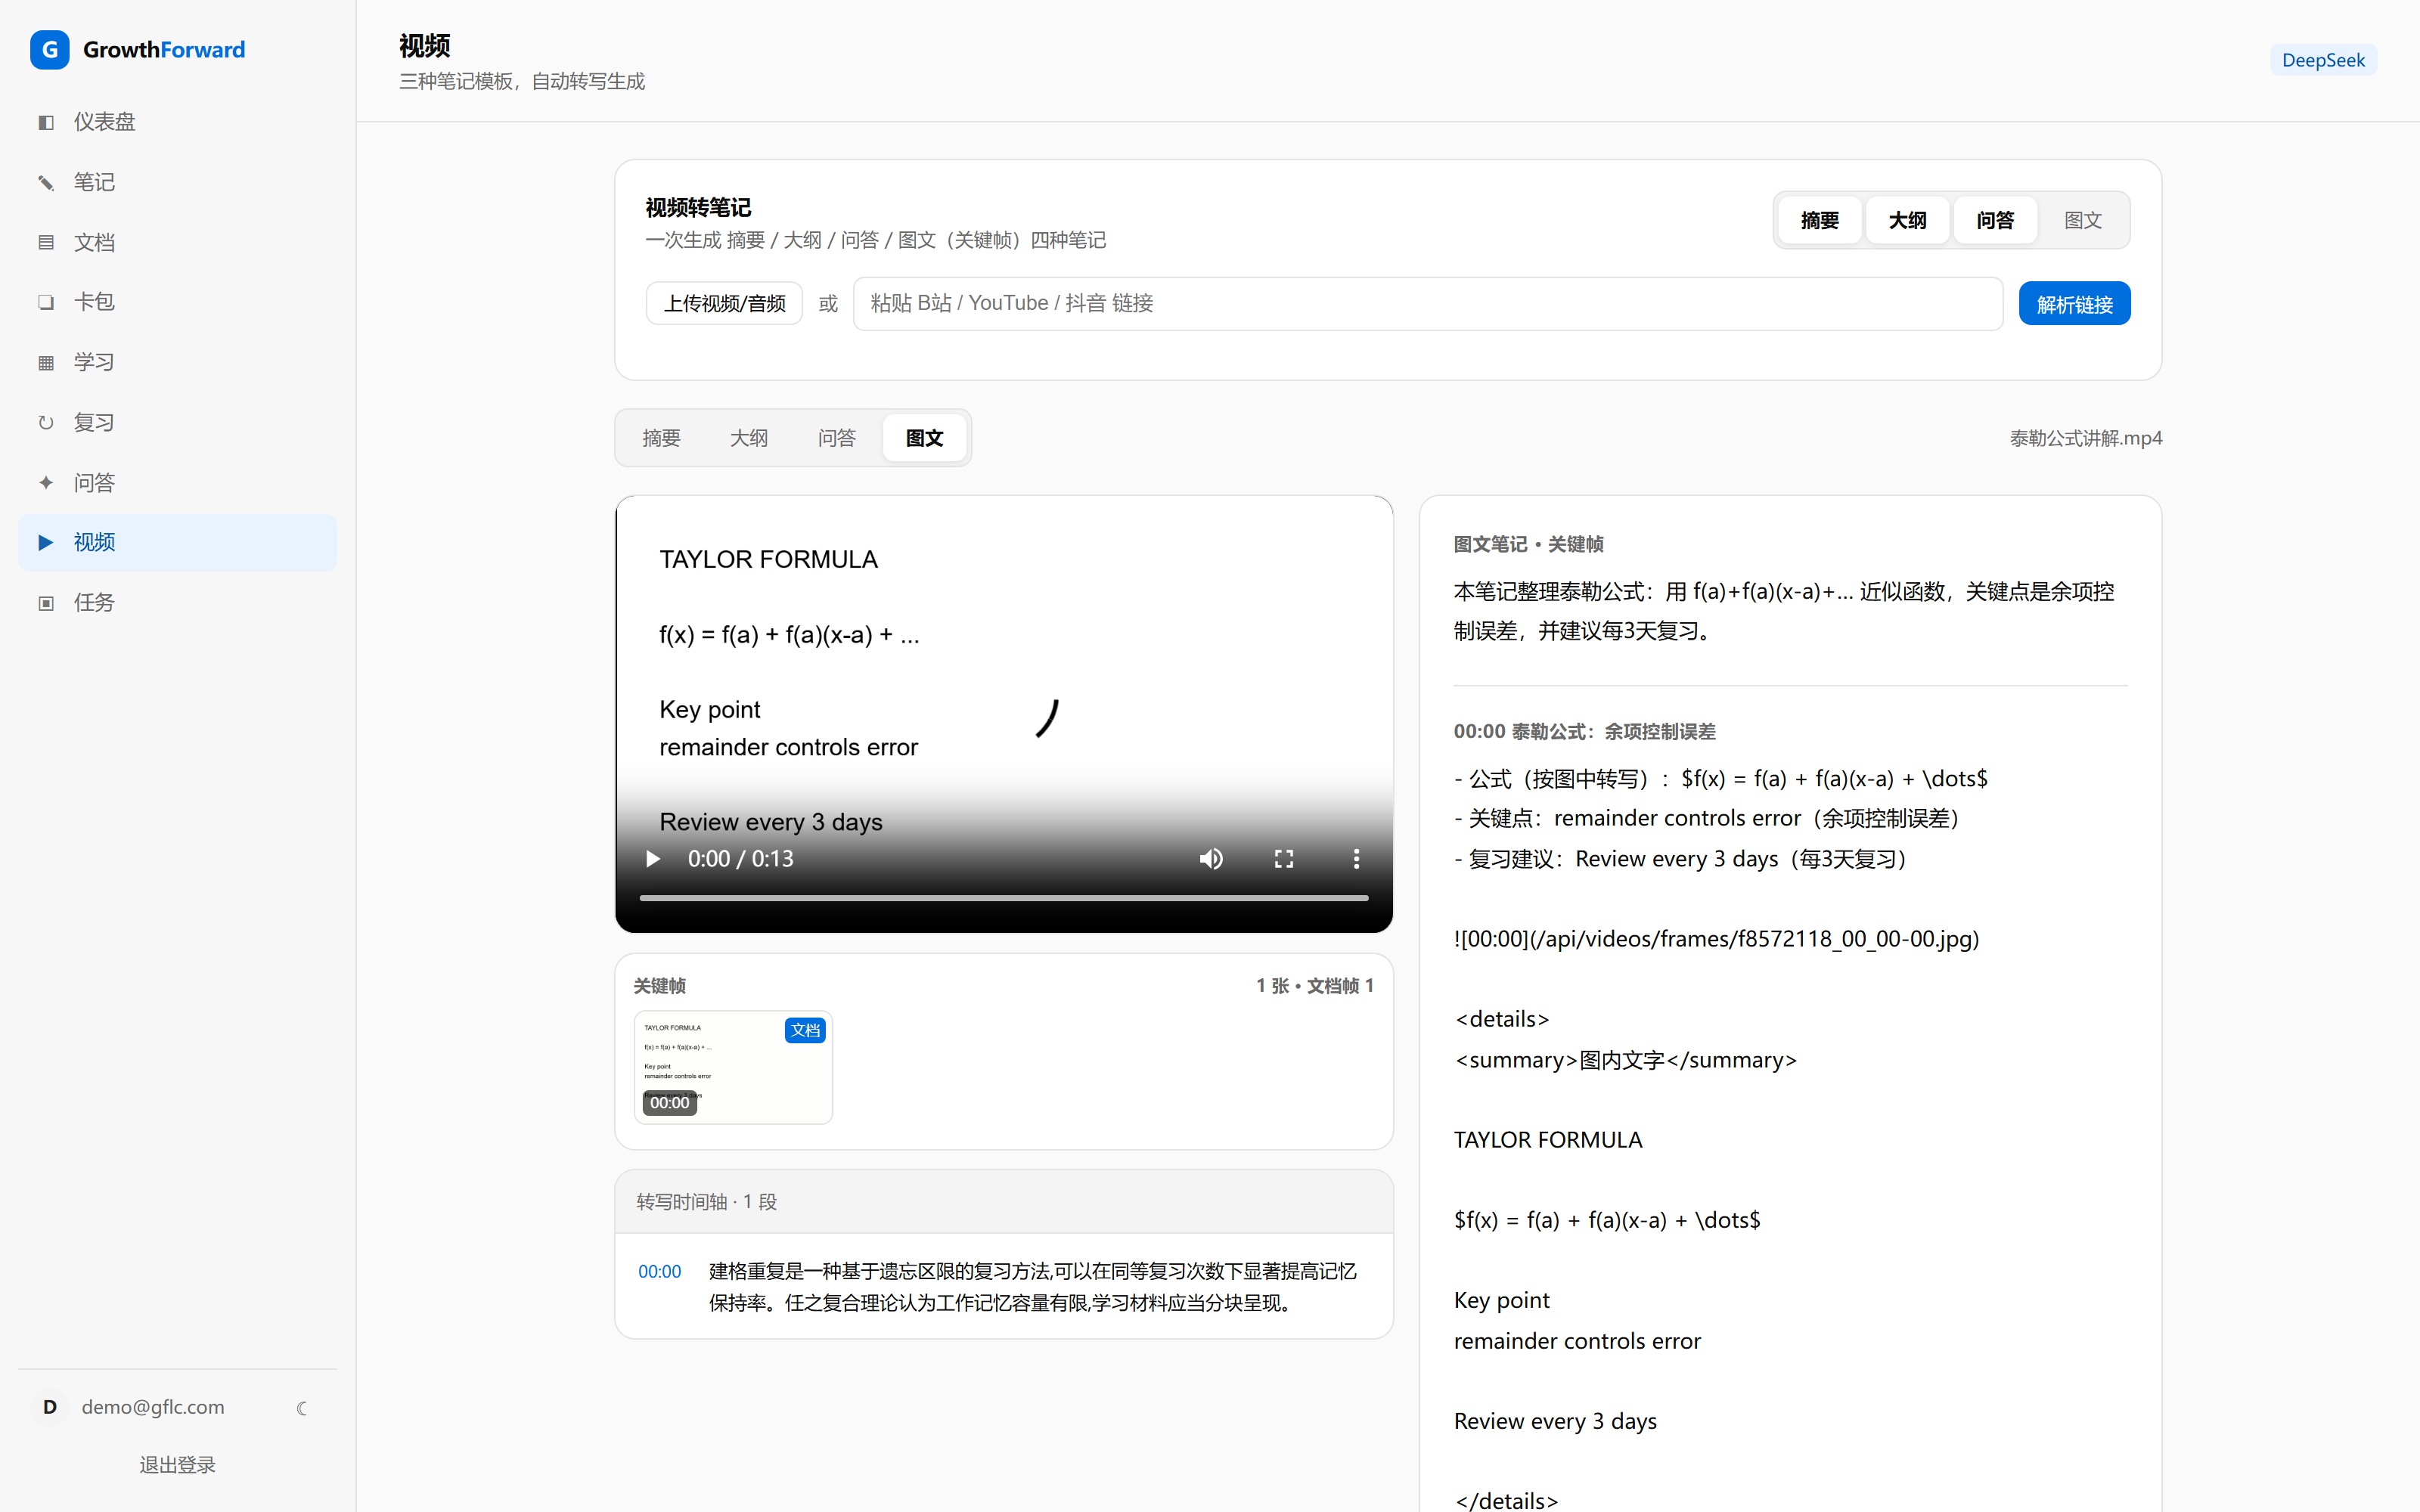 G GrowthForward
仪表盘
笔记
文档
卡包
学习
复习
问答
视频
任务
D demo@gflc.com
退出登录
视频
三种笔记模板，自动转写生成
DeepSeek
视频转笔记
一次生成 摘要 / 大纲 / 问答 / 图文（关键帧）四种笔记
摘要 大纲 问答 图文
上传视频/音频 或 粘贴 B站 / YouTube / 抖音 链接 解析链接
摘要 大纲 问答 图文
泰勒公式讲解.mp4
TAYLOR FORMULA
f(x) = f(a) + f(a)(x-a) + ...
Key point
remainder controls error
Review every 3 days
0:00 / 0:13
关键帧 1 张 • 文档帧 1
TAYLOR FORMULA
文档
f(x) = f(a) + f(a)(x-a) + ...
Key point
remainder controls error
00:00
转写时间轴 · 1 段
00:00 建格重复是一种基于遗忘区限的复习方法,可以在同等复习次数下显著提高记忆
保持率。任之复合理论认为工作记忆容量有限,学习材料应当分块呈现。
图文笔记 • 关键帧
本笔记整理泰勒公式：用 f(a)+f(a)(x-a)+… 近似函数，关键点是余项控
制误差，并建议每3天复习。
00:00 泰勒公式：余项控制误差
- 公式（按图中转写）：$f(x) = f(a) + f(a)(x-a) + \dots$
- 关键点：remainder controls error（余项控制误差）
- 复习建议：Review every 3 days（每3天复习）
![00:00](/api/videos/frames/f8572118_00_00-00.jpg)
<details>
<summary>图内文字</summary>
TAYLOR FORMULA
$f(x) = f(a) + f(a)(x-a) + \dots$
Key point
remainder controls error
Review every 3 days
</details>